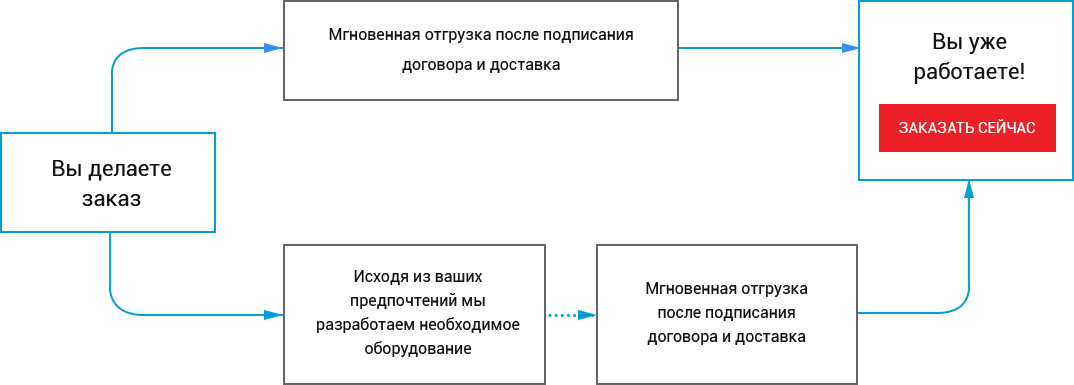 Мгновенная отгрузка после подписания
договора и доставка
Вы уже
работаете!
ЗАКАЗАТЬ СЕЙЧАС
Вы делаете
заказ
Исходя из ваших
предпочтений мы
разработаем необходимое
оборудование
Мгновенная отгрузка
после подписания
договора и доставка